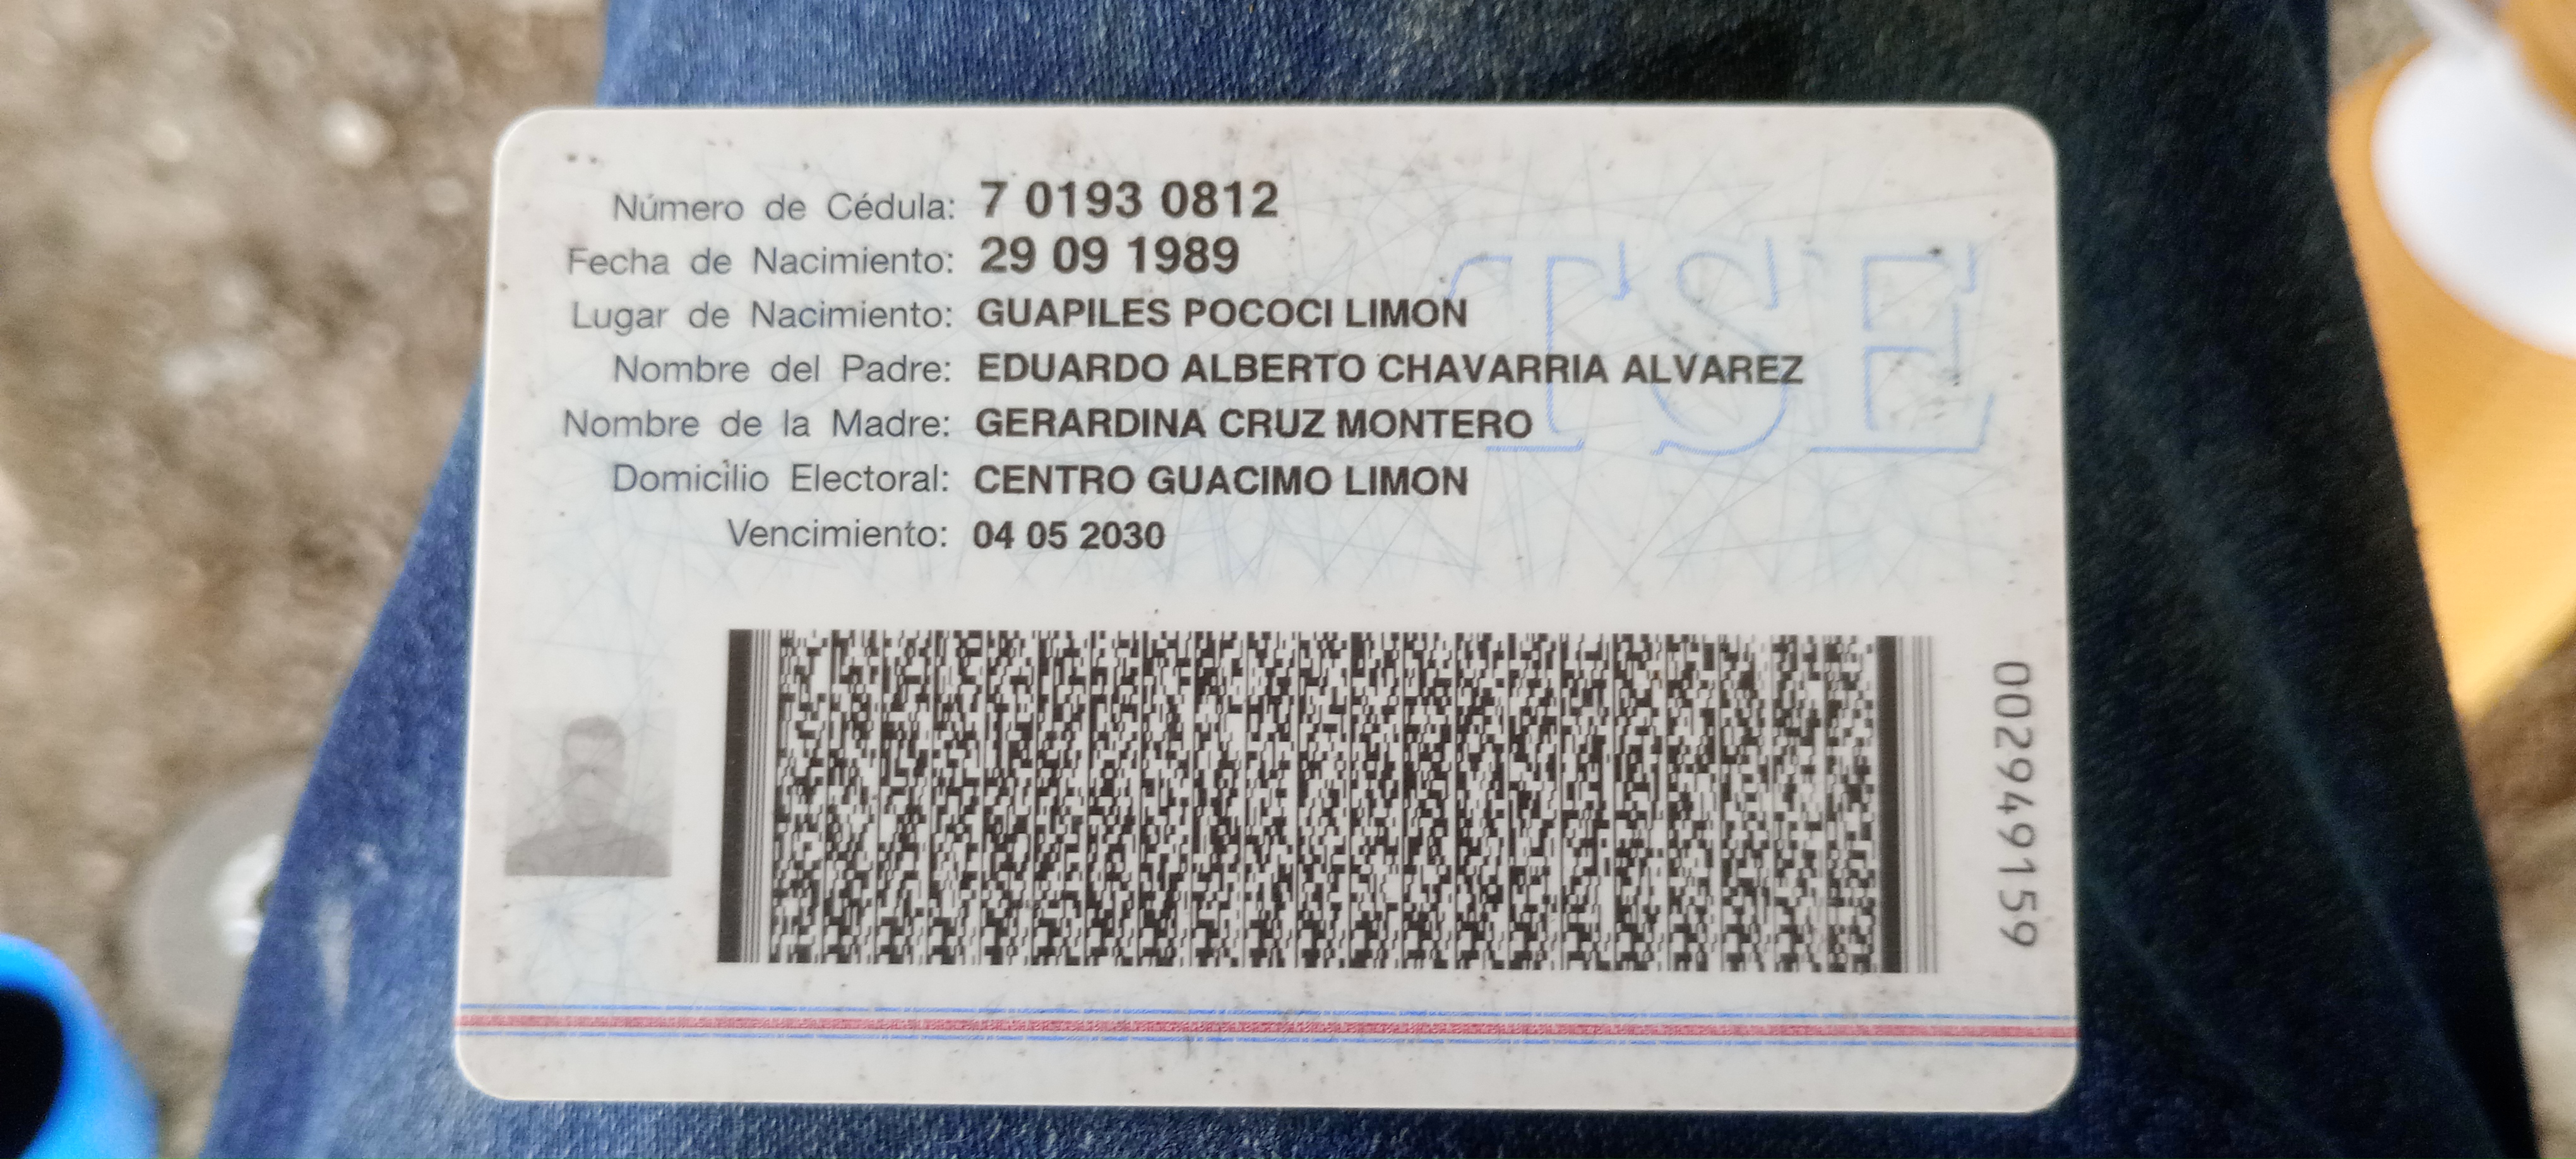 Número de Cédula: 7 0193 0812
Fecha de Nacimiento: 29 09 1989
Lugar de Nacimiento: GUAPILES POCOCI LIMON
Nombre del Padre: EDUARDO ALBERTO CHAVARRIA ALVAREZ
Nombre de la Madre: GERARDINA CRUZ MONTERO
Domicilio Electoral: CENTRO GUACIMO LIMON
Vencimiento: 04 05 2030
TSE
002949159